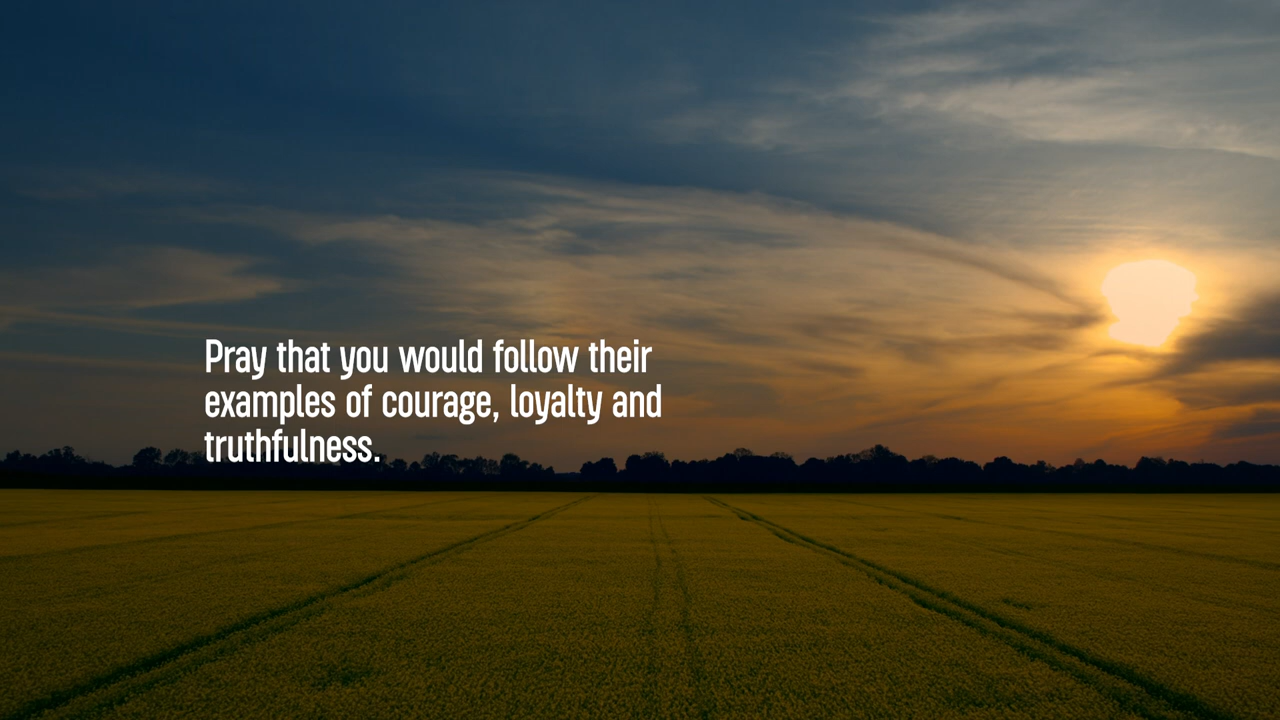 Pray that you would follow their
examples of courage, loyalty and
truthfulness.